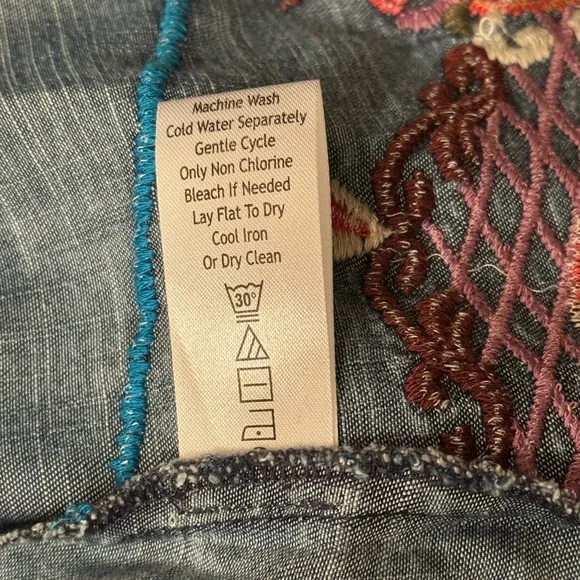 Machine Wash
Cold Water Separately
Gentle Cycle
Only Non Chlorine
Bleach If Needed
Lay Flat To Dry
Cool Iron
Or Dry Clean
30°